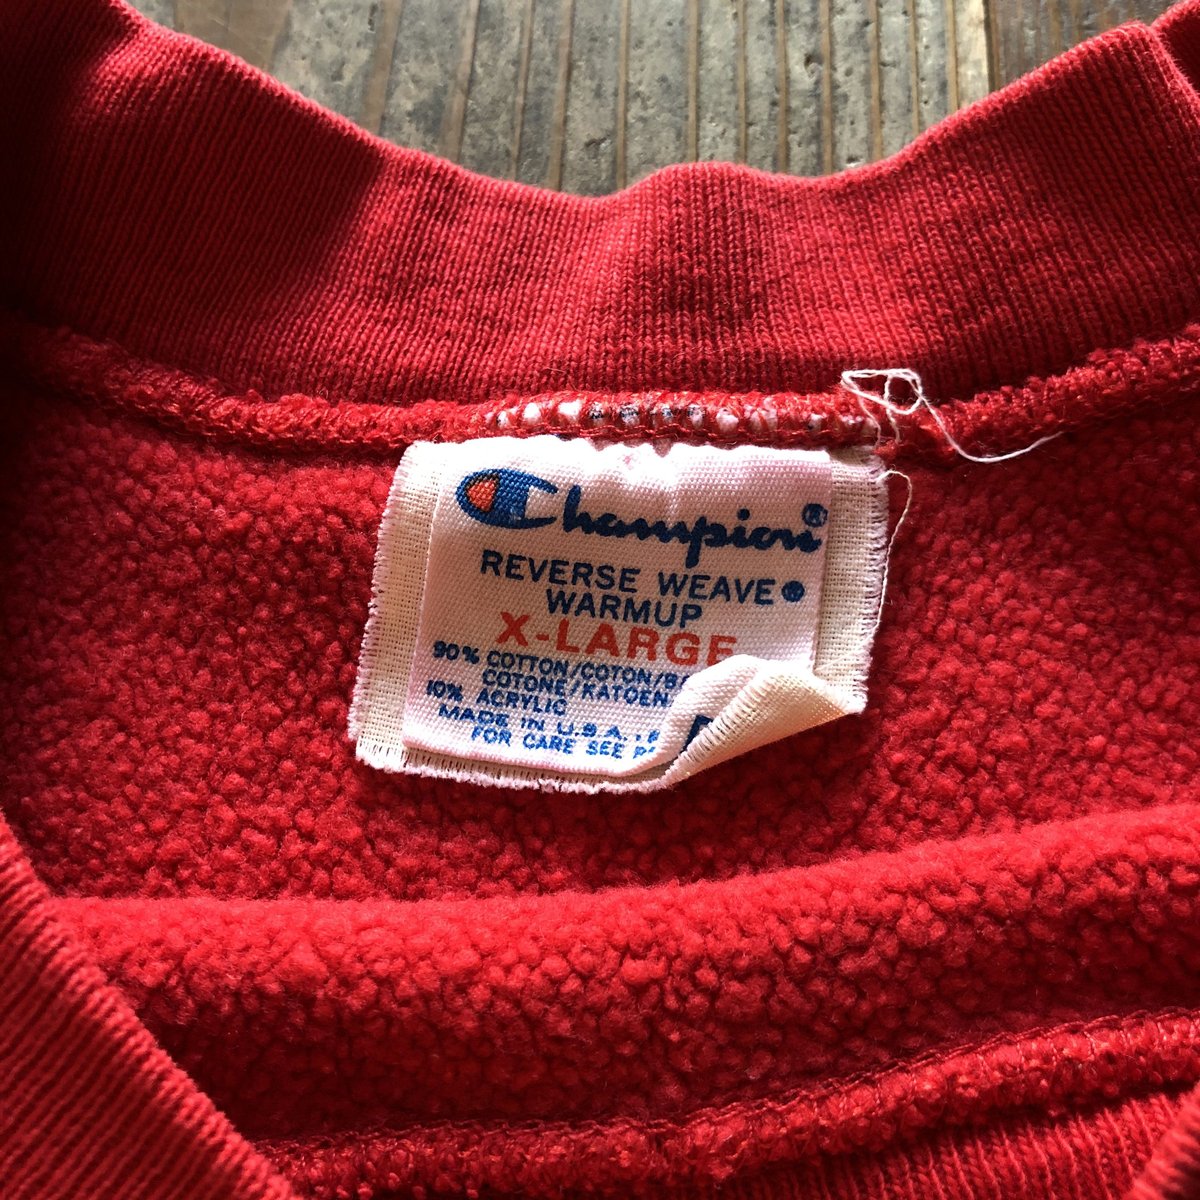 Champion®
REVERSE WEAVE
WARMUP
X-LARGE
90% COTTON/COTON/
COTONE/KATOEN
10% ACRYLIC
MADE IN U.S.A.
FOR CARE SEE